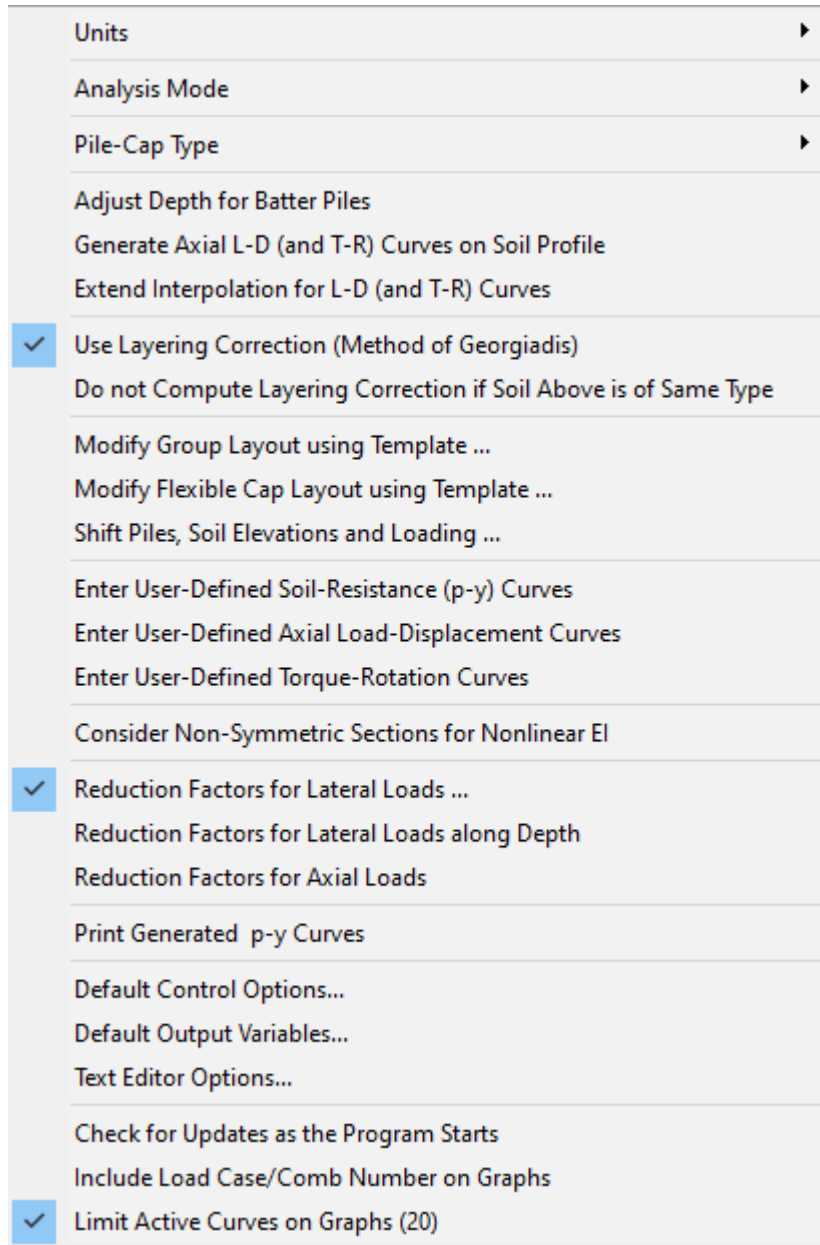 Units
Analysis Mode
Pile-Cap Type
Adjust Depth for Batter Piles
Generate Axial L-D (and T-R) Curves on Soil Profile
Extend Interpolation for L-D (and T-R) Curves
Use Layering Correction (Method of Georgiadis)
Do not Compute Layering Correction if Soil Above is of Same Type
Modify Group Layout using Template ...
Modify Flexible Cap Layout using Template ...
Shift Piles, Soil Elevations and Loading ...
Enter User-Defined Soil-Resistance (p-y) Curves
Enter User-Defined Axial Load-Displacement Curves
Enter User-Defined Torque-Rotation Curves
Consider Non-Symmetric Sections for Nonlinear EI
Reduction Factors for Lateral Loads ...
Reduction Factors for Lateral Loads along Depth
Reduction Factors for Axial Loads
Print Generated  p-y Curves
Default Control Options...
Default Output Variables...
Text Editor Options...
Check for Updates as the Program Starts
Include Load Case/Comb Number on Graphs
Limit Active Curves on Graphs (20)